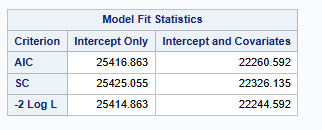 Model Fit Statistics
Criterion Intercept Only Intercept and Covariates
AIC 25416.863 22260.592
SC 25425.055 22326.135
-2 Log L 25414.863 22244.592